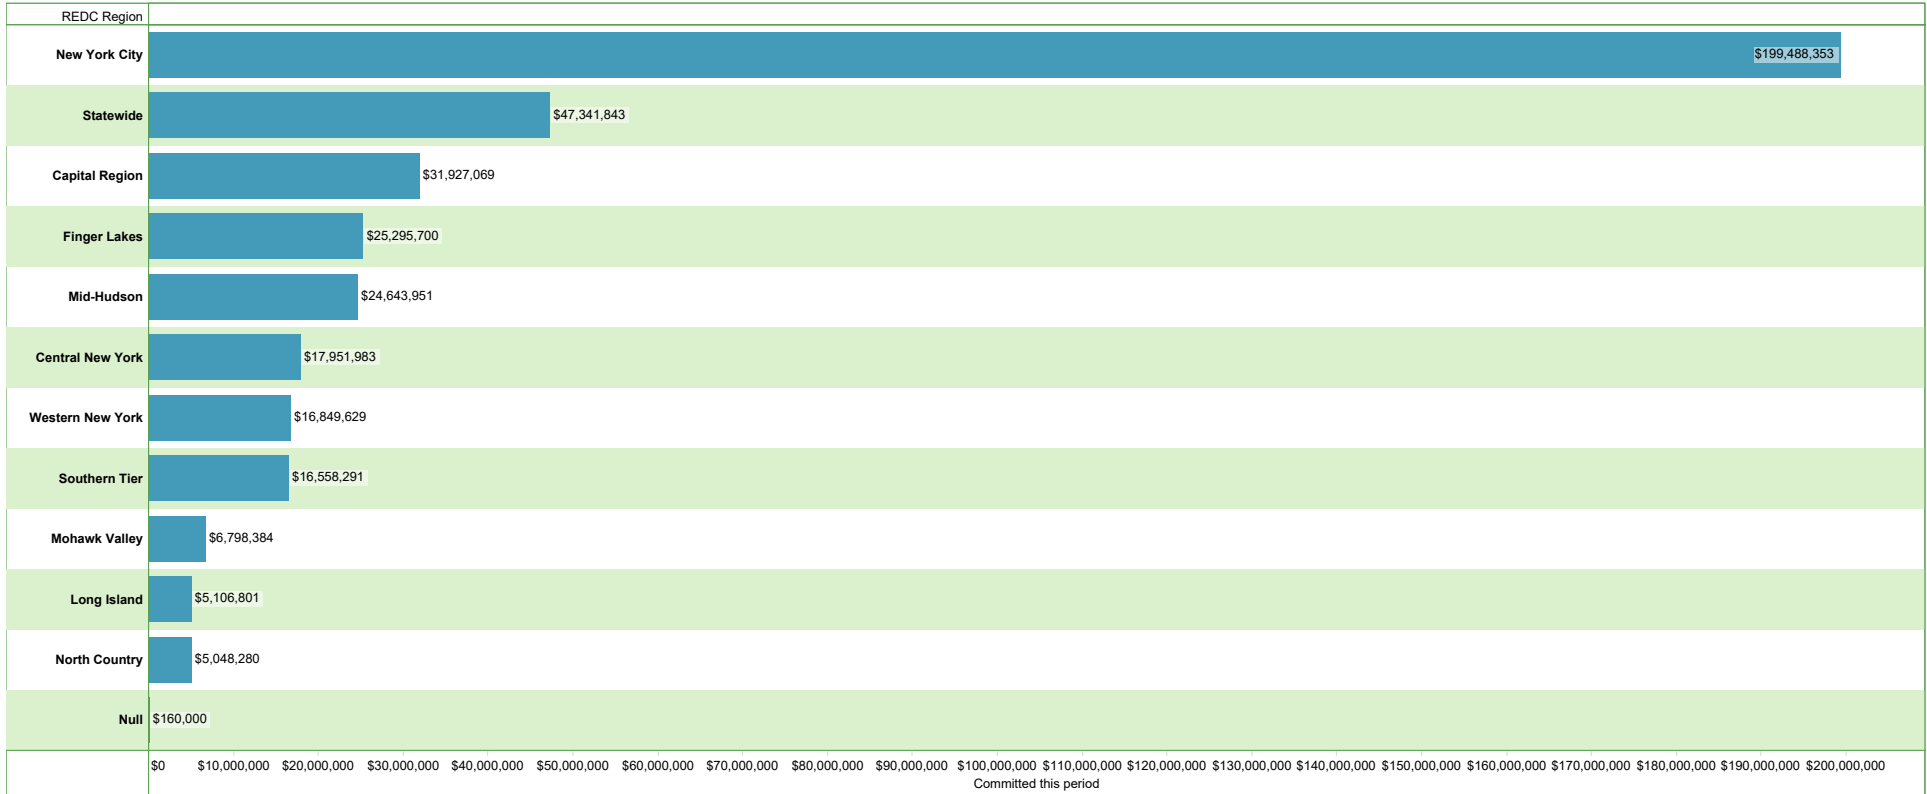 REDC Region
New York City $199,488,353
Statewide $47,341,843
Capital Region $31,927,069
Finger Lakes $25,295,700
Mid-Hudson $24,643,951
Central New York $17,951,983
Western New York $16,849,629
Southern Tier $16,558,291
Mohawk Valley $6,798,384
Long Island $5,106,801
North Country $5,048,280
Null $160,000
$0 $10,000,000 $20,000,000 $30,000,000 $40,000,000 $50,000,000 $60,000,000 $70,000,000 $80,000,000 $90,000,000 $100,000,000 $110,000,000 $120,000,000 $130,000,000 $140,000,000 $150,000,000 $160,000,000 $170,000,000 $180,000,000 $190,000,000 $200,000,000
Committed this period